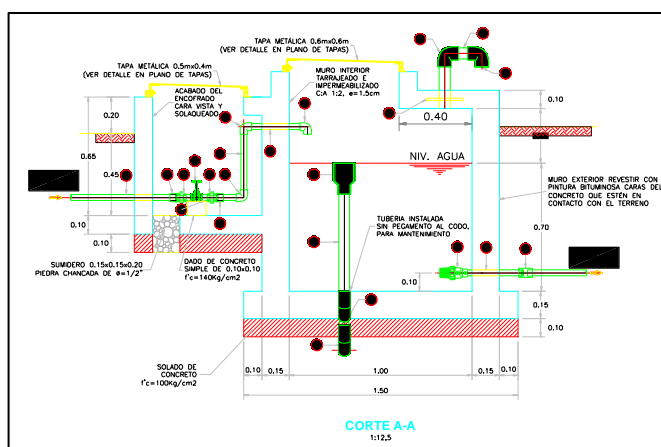 TAPA METÁLICA 0.6mx0.6m
(VER DETALLE EN PLANO DE TAPAS)
TAPA METÁLICA 0.5mx0.4m
(VER DETALLE EN PLANO DE TAPAS)
ACABADO DEL
ENCOFRADO
CARA VISTA Y
SOLAQUEADO
MURO INTERIOR
TARRAJEADO E
IMPERMEABILIZADO
C:A 1:2, e=1.5cm
0.20
0.65
0.45
0.10
0.10
0.40
0.10
NIV. AGUA
MURO EXTERIOR REVESTIR CON
PINTURA BITUMINOSA CARAS DEL
CONCRETO QUE ESTÉN EN
CONTACTO CON EL TERRENO
TUBERIA INSTALADA
SIN PEGAMENTO AL CODO,
PARA MANTENIMIENTO
0.70
0.10
0.15
0.10
SUMIDERO 0.15x0.15x0.20
PIEDRA CHANCADA DE ø=1/2"
DADO DE CONCRETO
SIMPLE DE 0.10x0.10
f'c=140Kg/cm2
SOLADO DE
CONCRETO
f'c=100Kg/cm2
0.10
0.15
1.00
0.15
0.10
1.50
CORTE A-A
1:12.5